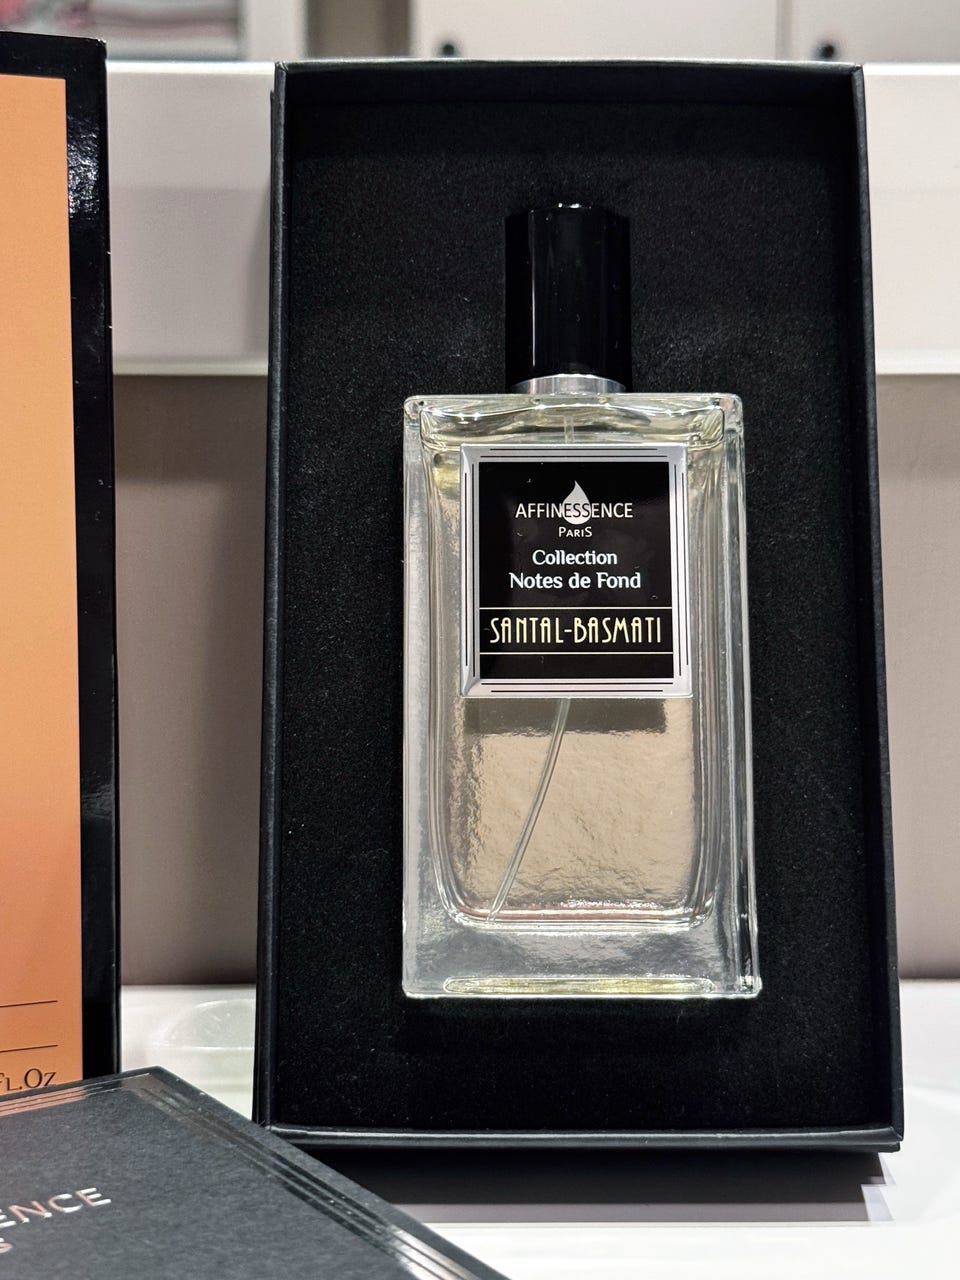 AFFINESSENCE
PARIS
Collection
Notes de Fond
SANTAL-BASMATI
FL.OZ
ENCE